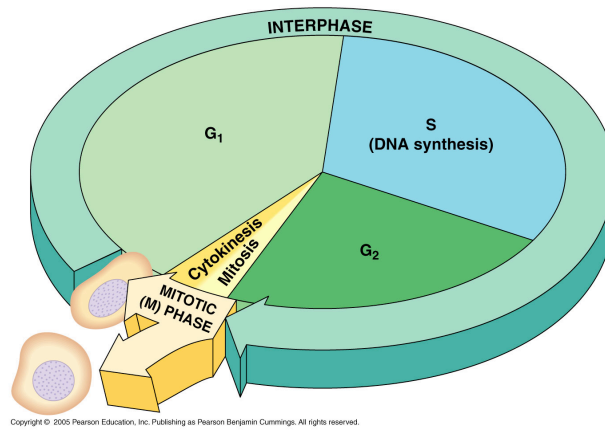 INTERPHASE
G₁
S
(DNA synthesis)
Cytokinesis
Mitosis
G₂
MITOTIC
(M) PHASE
Copyright © 2005 Pearson Education, Inc. Publishing as Pearson Benjamin Cummings. All rights reserved.